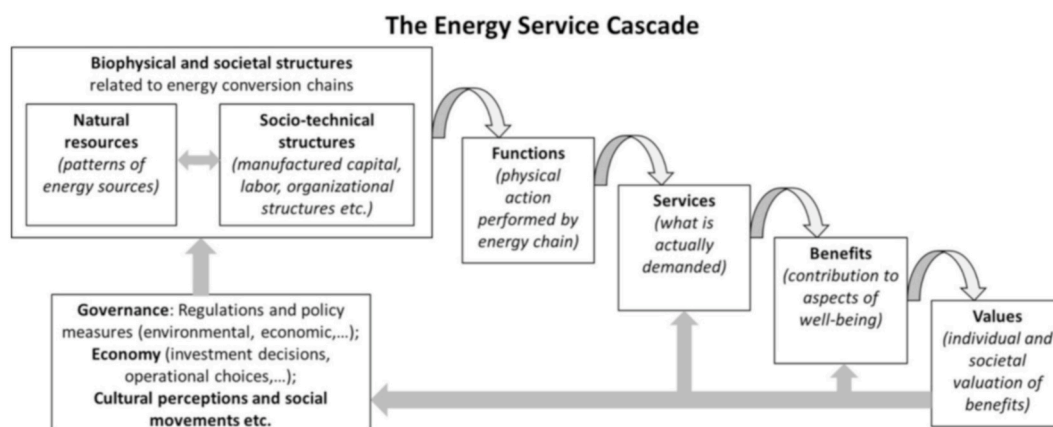 The Energy Service Cascade
Biophysical and societal structures
related to energy conversion chains
Natural
resources
(patterns of
energy sources)
Socio-technical
structures
(manufactured capital,
labor, organizational
structures etc.)
Functions
(physical
action
performed by
energy chain)
Services
(what is
actually
demanded)
Benefits
(contribution to
aspects of
well-being)
Values
(individual and
societal
valuation of
benefits)
Governance: Regulations and policy
measures (environmental, economic,...);
Economy (investment decisions,
operational choices,...);
Cultural perceptions and social
movements etc.